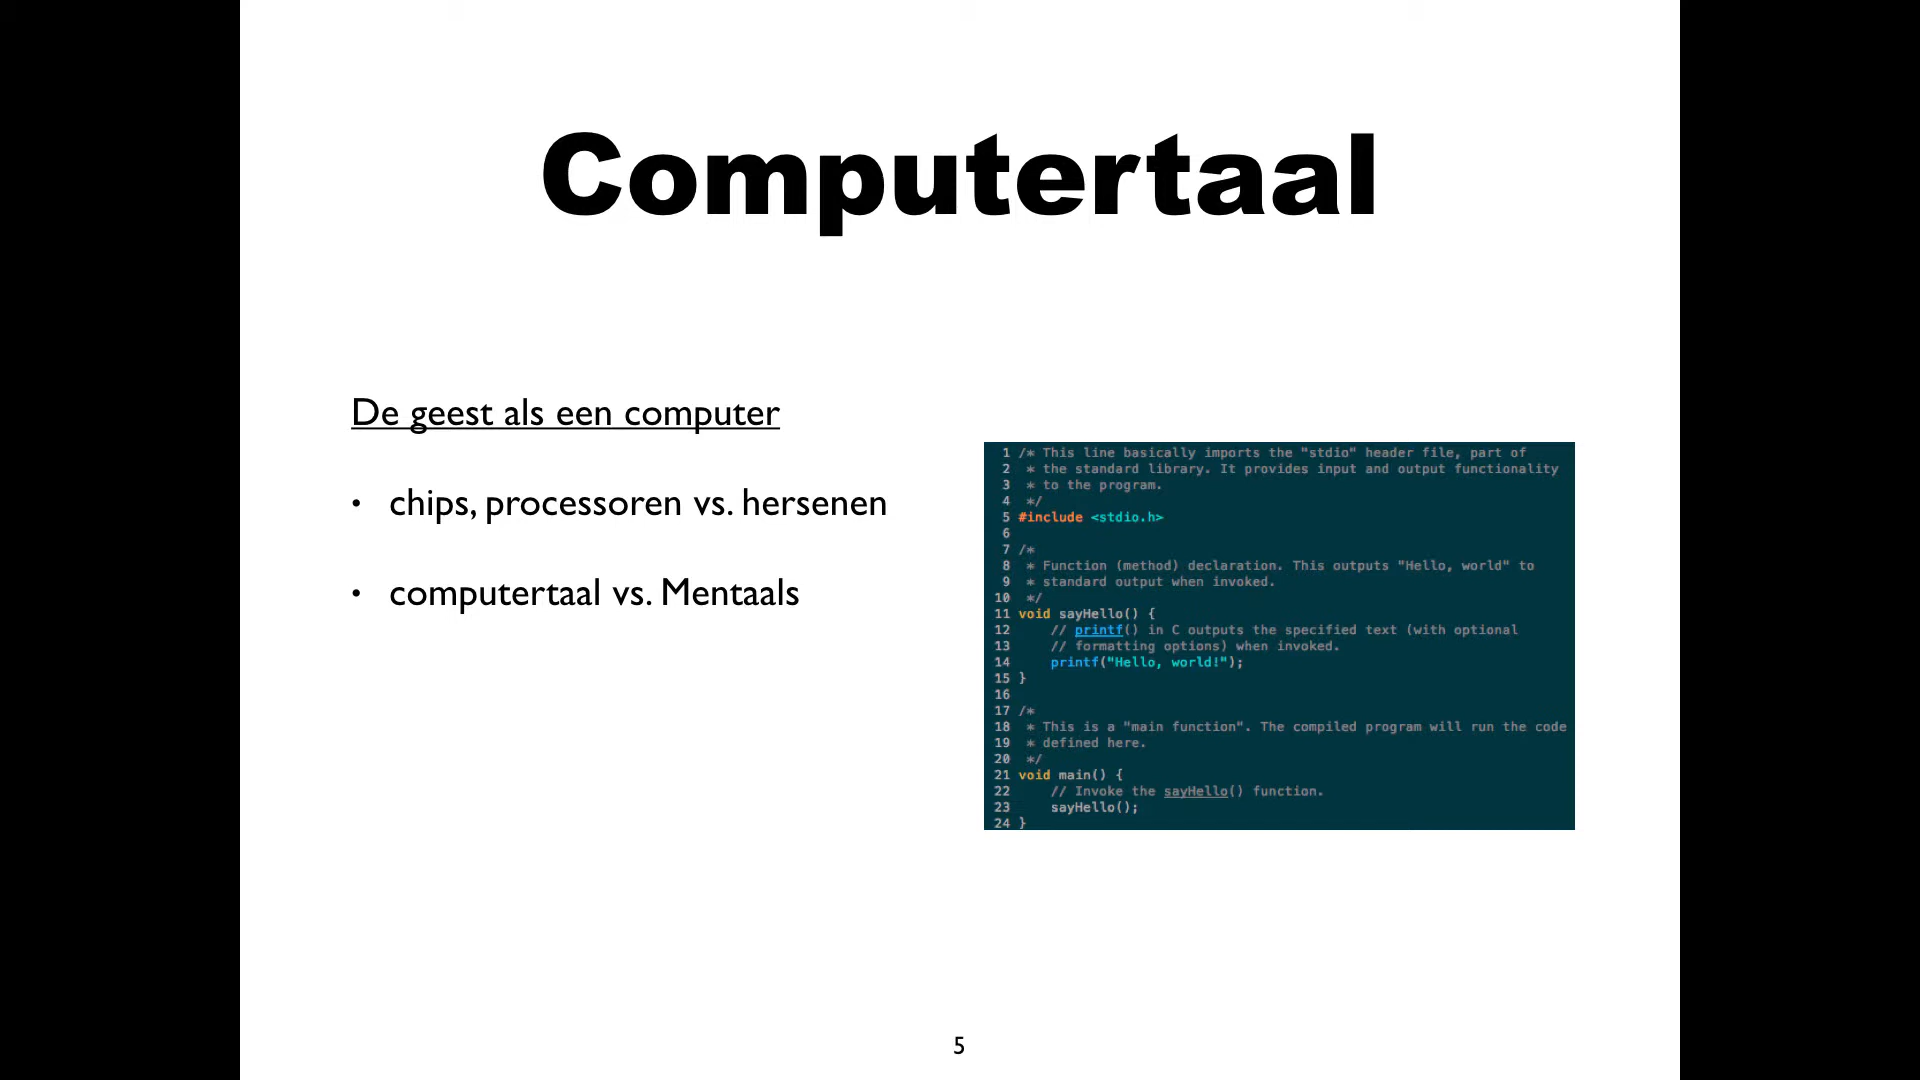 Computertaal
De geest als een computer
• chips, processoren vs. hersenen
• computertaal vs. Mentaals
1 /* This line basically imports the "stdio" header file, part of
2  * the standard library. It provides input and output functionality
3  * to the program.
4  */
5 #include <stdio.h>
6
7 /*
8  * Function (method) declaration. This outputs "Hello, world" to
9  * standard output when invoked.
10  */
11 void sayHello() {
12     // printf() in C outputs the specified text (with optional
13     // formatting options) when invoked.
14     printf("Hello, world!");
15 }
16
17 /*
18  * This is a "main function". The compiled program will run the code
19  * defined here.
20  */
21 void main() {
22     // Invoke the sayHello() function.
23     sayHello();
24 }
5